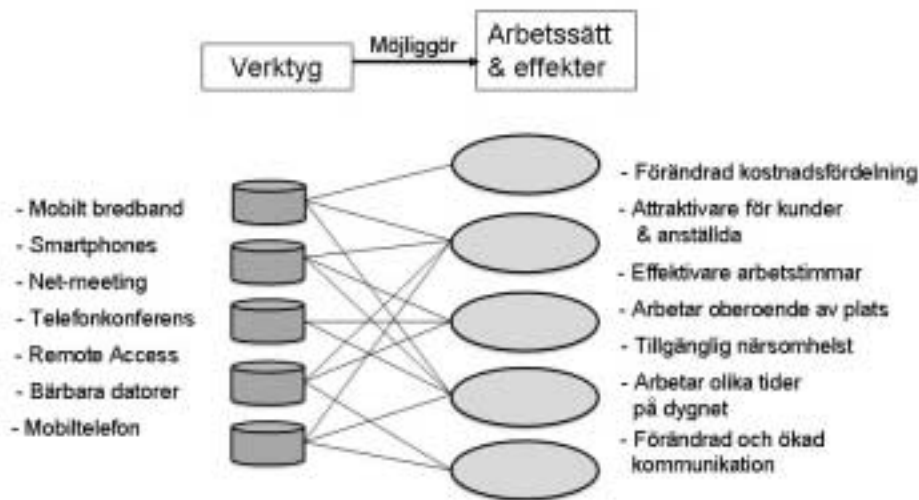 Verktyg
Möjliggör
Arbetssätt
& effekter
- Mobilt bredband
- Smartphones
- Net-meeting
- Telefonkonferens
- Remote Access
- Bärbara datorer
- Mobiltelefon
- Förändrad kostnadsfördelning
- Attraktivare för kunder
& anställda
- Effektivare arbetstimmar
- Arbetar oberoende av plats
- Tillgänglig närsomhelst
- Arbetar olika tider
på dygnet
- Förändrad och ökad
kommunikation